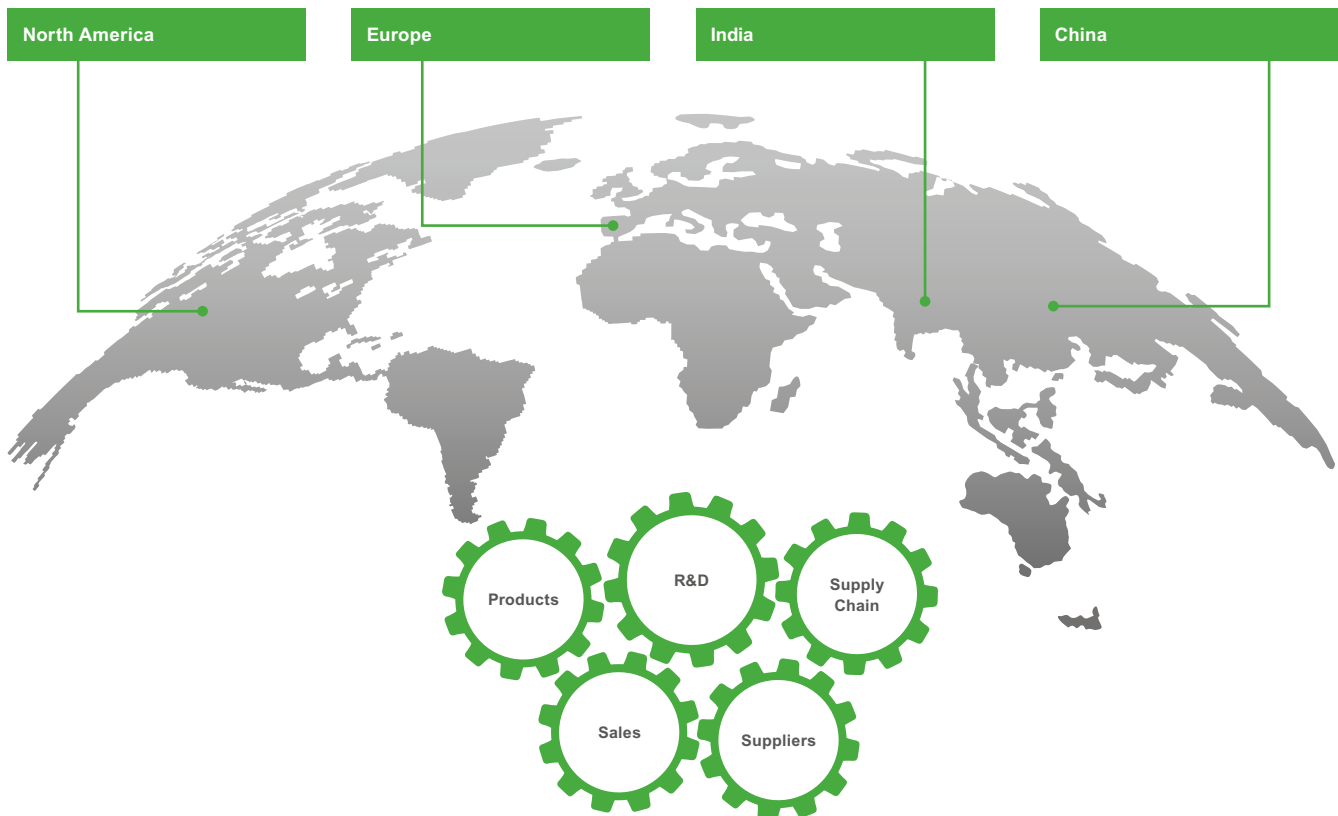 North America
Europe
India
China
Products
R&D
Supply
Chain
Sales
Suppliers